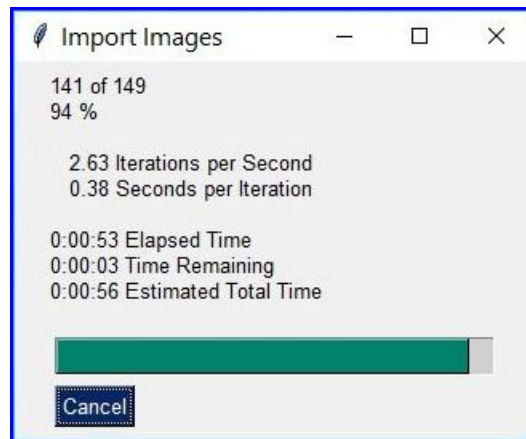 Import Images
141 of 149
94 %
2.63 Iterations per Second
0.38 Seconds per Iteration
0:00:53 Elapsed Time
0:00:03 Time Remaining
0:00:56 Estimated Total Time
Cancel